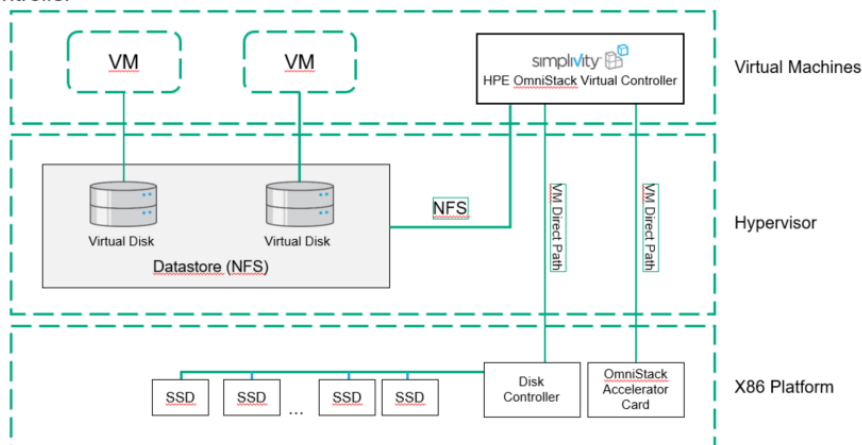 VM
VM
simplivity
HPE OmniStack Virtual Controller
Virtual Machines
NFS
VM Direct Path
VM Direct Path
Virtual Disk
Virtual Disk
Datastore (NFS)
Hypervisor
SSD
SSD
...
SSD
SSD
Disk
Controller
OmniStack
Accelerator
Card
X86 Platform